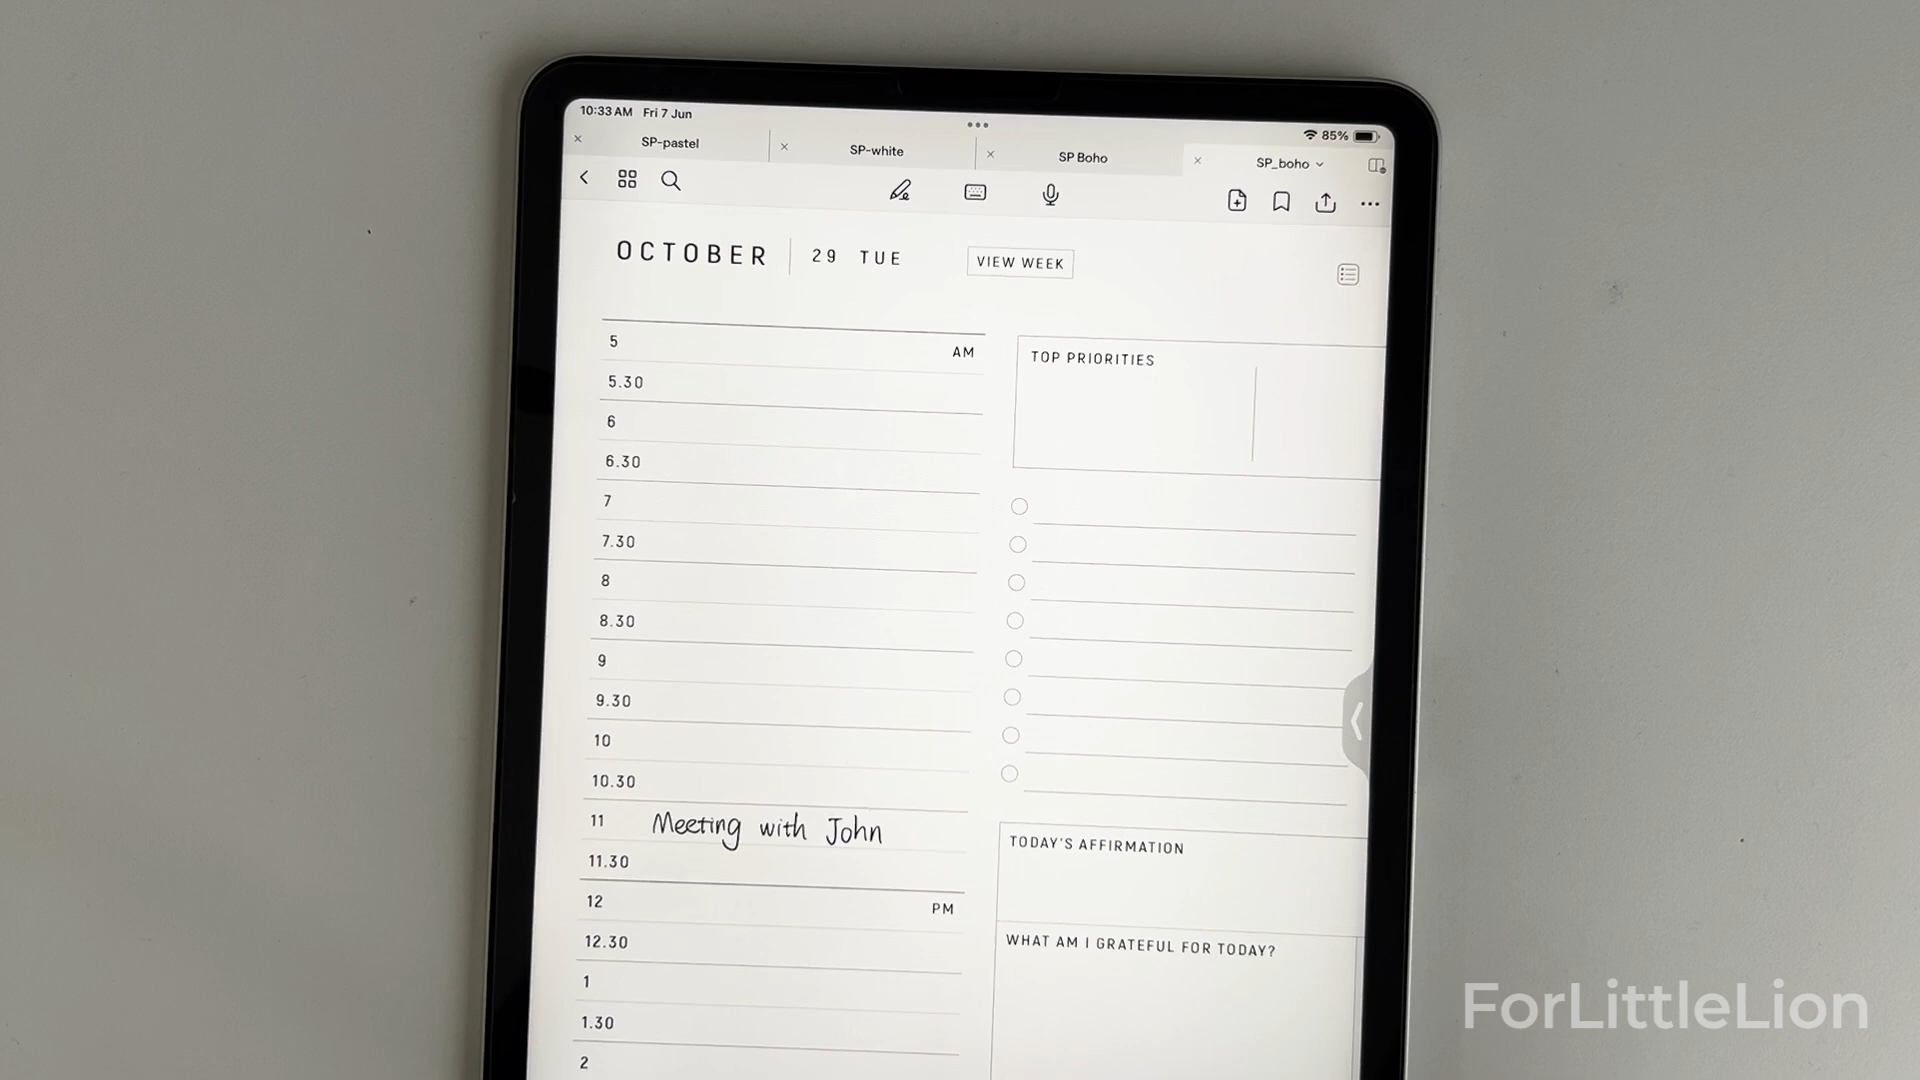 10:33 AM Fri 7 Jun
85%
SP-pastel
SP-white
SP Boho
SP_boho
OCTOBER 29 TUE VIEW WEEK
5 AM
5.30
6
6.30
7
7.30
8
8.30
9
9.30
10
10.30
11 Meeting with John
11.30
12 PM
12.30
1
1.30
2
TOP PRIORITIES
TODAY'S AFFIRMATION
WHAT AM I GRATEFUL FOR TODAY?
ForLittleLion